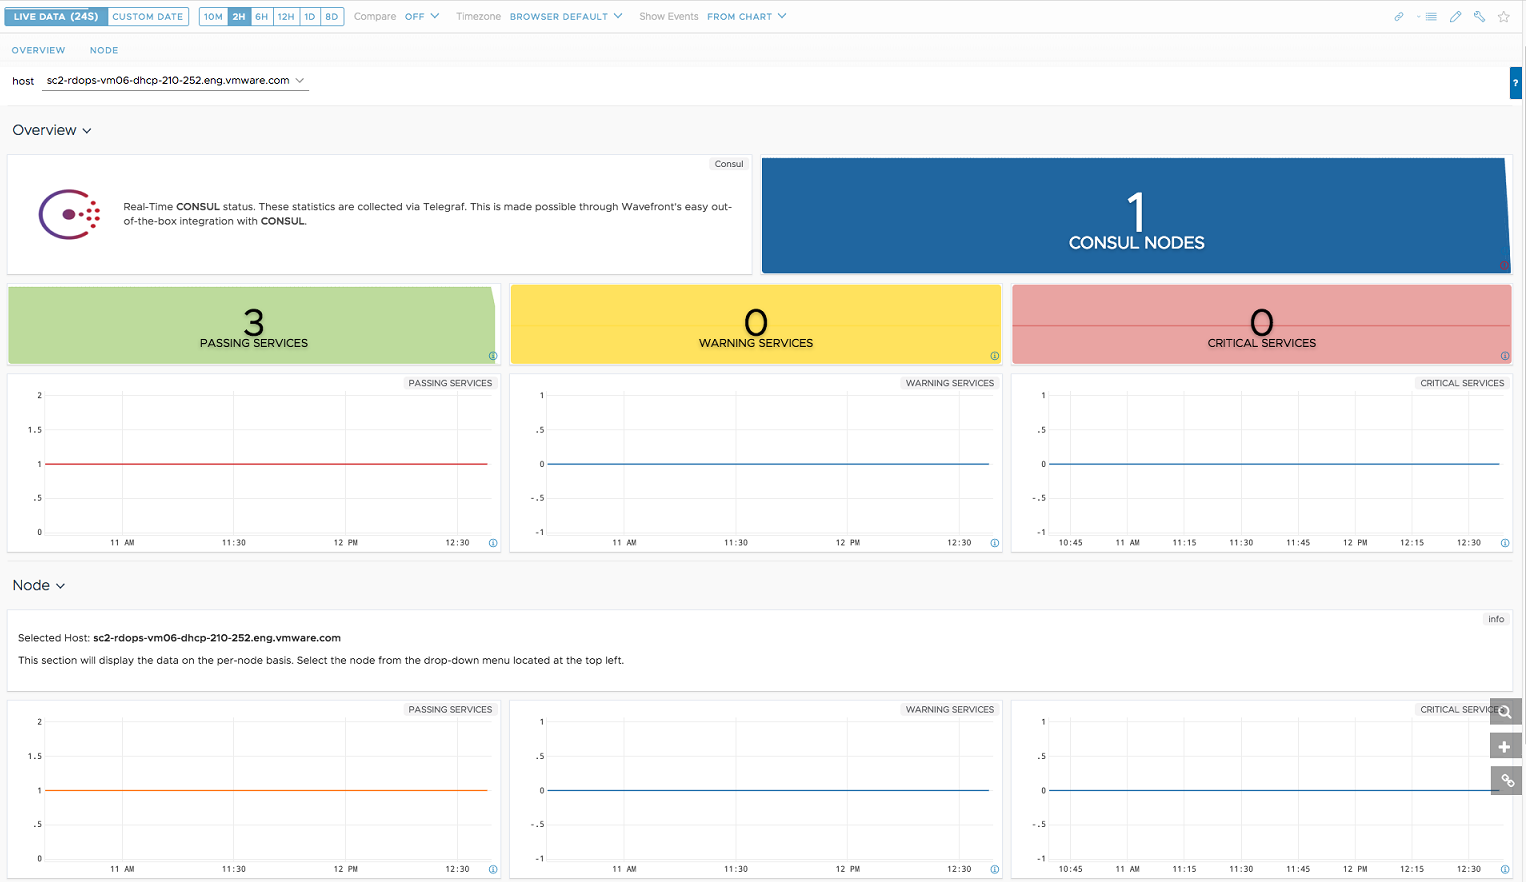 LIVE DATA (24S) CUSTOM DATE 10M 2H 6H 12H 1D 8D Compare OFF Timezone BROWSER DEFAULT Show Events FROM CHART
OVERVIEW NODE
host sc2-rdops-vm06-dhcp-210-252.eng.vmware.com
?
Overview
Consul
Real-Time CONSUL status. These statistics are collected via Telegraf. This is made possible through Wavefront's easy out-
of-the-box integration with CONSUL.
1
CONSUL NODES
3
PASSING SERVICES
0
WARNING SERVICES
0
CRITICAL SERVICES
PASSING SERVICES
2
1.5
1
.5
0
11 AM 11:30 12 PM 12:30
WARNING SERVICES
1
.5
0
-.5
-1
11 AM 11:30 12 PM 12:30
CRITICAL SERVICES
1
.5
0
-.5
-1
10:45 11 AM 11:15 11:30 11:45 12 PM 12:15 12:30
Node
info
Selected Host: sc2-rdops-vm06-dhcp-210-252.eng.vmware.com
This section will display the data on the per-node basis. Select the node from the drop-down menu located at the top left.
PASSING SERVICES
2
1.5
1
.5
0
11 AM 11:30 12 PM 12:30
WARNING SERVICES
1
.5
0
-.5
-1
11 AM 11:30 12 PM 12:30
CRITICAL SERVICES
1
.5
0
-.5
-1
10:45 11 AM 11:15 11:30 11:45 12 PM 12:15 12:30